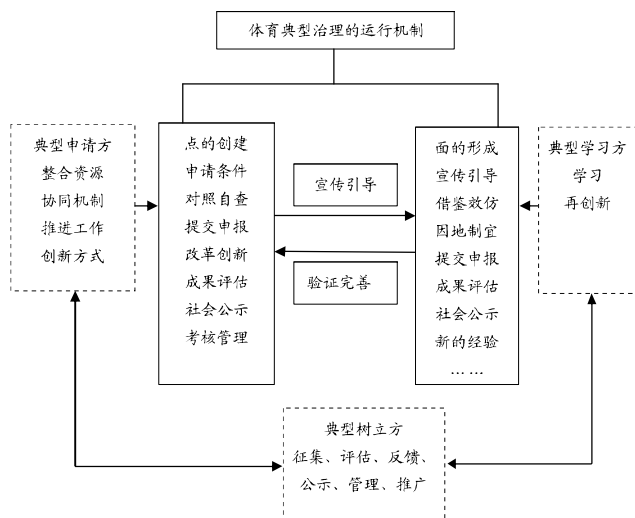 体育典型治理的运行机制
典型申请方
整合资源
协同机制
推进工作
创新方式
点的创建
申请条件
对照自查
提交申报
改革创新
成果评估
社会公示
考核管理
宣传引导
验证完善
面的形成
宣传引导
借鉴效仿
因地制宜
提交申报
成果评估
社会公示
新的经验
… …
典型学习方
学习
再创新
典型树立方
征集、评估、反馈、
公示、管理、推广